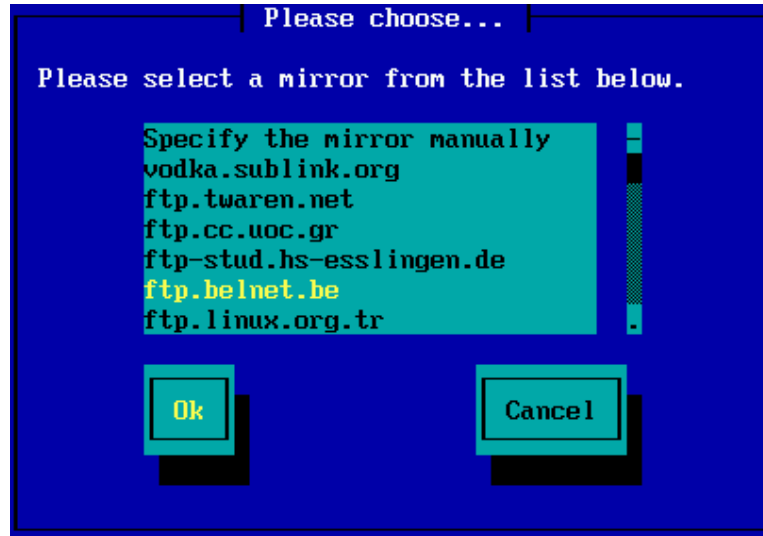 Please choose...
Please select a mirror from the list below.
Specify the mirror manually
vodka.sublink.org
ftp.twaren.net
ftp.cc.uoc.gr
ftp-stud.hs-esslingen.de
ftp.belnet.be
ftp.linux.org.tr
Ok Cancel